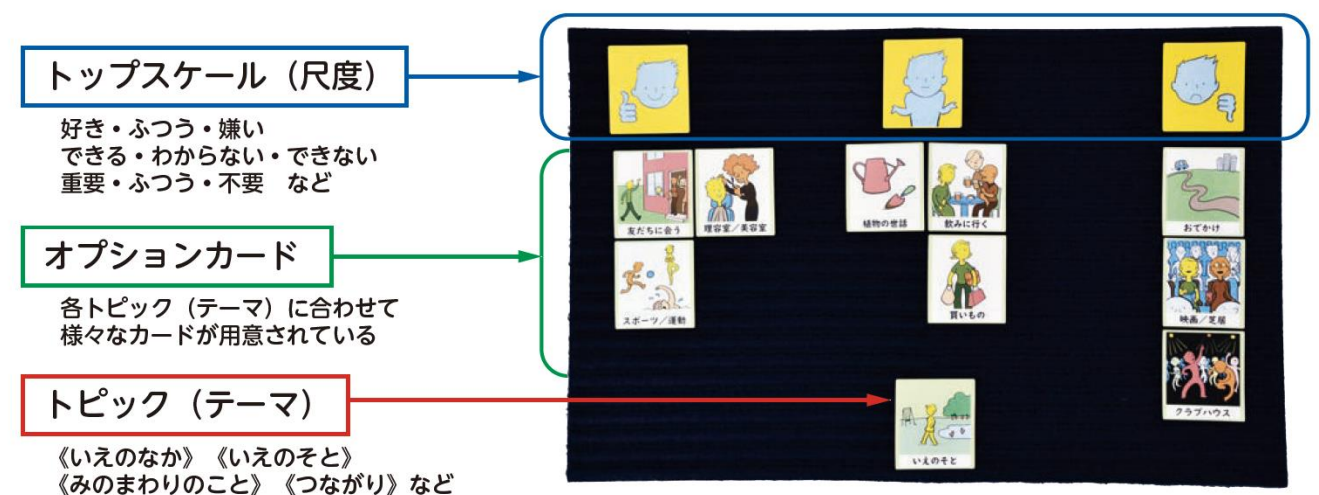 トップスケール（尺度）
好き・ふつう・嫌い
できる・わからない・できない
重要・ふつう・不要　など
オプションカード
各トピック（テーマ）に合わせて
様々なカードが用意されている
トピック（テーマ）
《いえのなか》《いえのそと》
《みのまわりのこと》《つながり》など
友だちに会う
理容室／美容室
植物の世話
飲みに行く
おでかけ
スポーツ／運動
買いもの
映画／芝居
クラブハウス
いえのそと